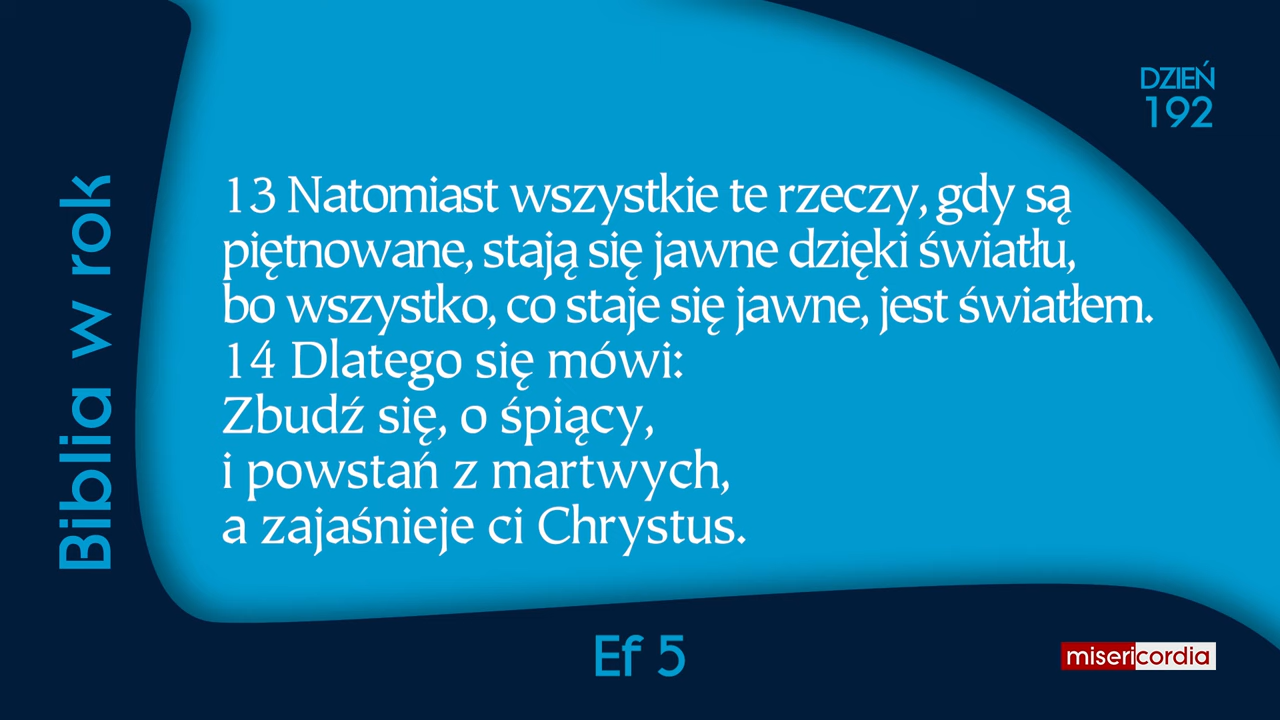 DZIEŃ
192
Biblia w rok
13 Natomiast wszystkie te rzeczy, gdy są
piętnowane, stają się jawne dzięki światłu,
bo wszystko, co staje się jawne, jest światłem.
14 Dlatego się mówi:
Zbudź się, o śpiący,
i powstań z martwych,
a zajaśnieje ci Chrystus.
Ef 5
misericordia